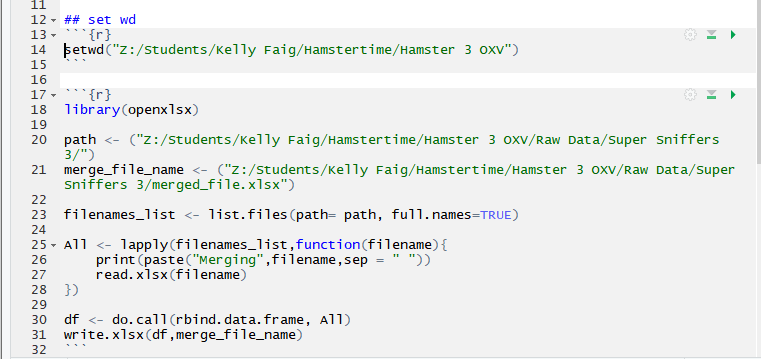 11
12 ## set wd
13 ```{r}
14 setwd("Z:/Students/Kelly Faig/Hamstertime/Hamster 3 OXV")
15 ```
16
17 ```{r}
18 library(openxlsx)
19
20 path <- ("Z:/Students/Kelly Faig/Hamstertime/Hamster 3 OXV/Raw Data/Super Sniffers
3/")
21 merge_file_name <- ("Z:/Students/Kelly Faig/Hamstertime/Hamster 3 OXV/Raw Data/Super
Sniffers 3/merged_file.xlsx")
22
23 filenames_list <- list.files(path= path, full.names=TRUE)
24
25 All <- lapply(filenames_list,function(filename){
26     print(paste("Merging",filename,sep = " "))
27     read.xlsx(filename)
28 })
29
30 df <- do.call(rbind.data.frame, All)
31 write.xlsx(df,merge_file_name)
32 ```